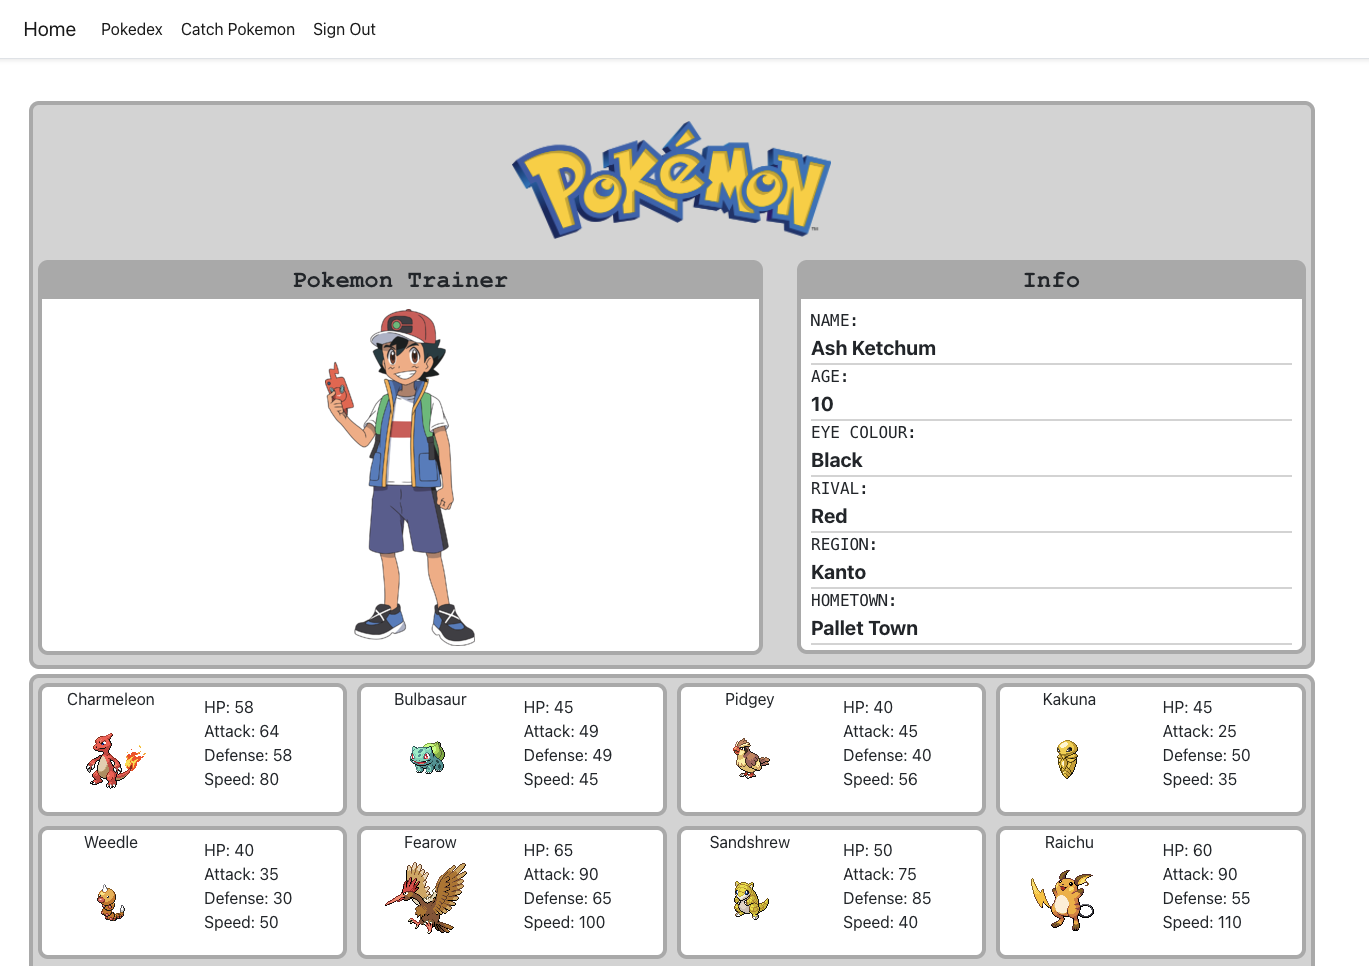 Home Pokedex Catch Pokemon Sign Out
POKéMON
™
Pokemon Trainer
Info
NAME:
Ash Ketchum
AGE:
10
EYE COLOUR:
Black
RIVAL:
Red
REGION:
Kanto
HOMETOWN:
Pallet Town
Charmeleon
HP: 58
Attack: 64
Defense: 58
Speed: 80
Bulbasaur
HP: 45
Attack: 49
Defense: 49
Speed: 45
Pidgey
HP: 40
Attack: 45
Defense: 40
Speed: 56
Kakuna
HP: 45
Attack: 25
Defense: 50
Speed: 35
Weedle
HP: 40
Attack: 35
Defense: 30
Speed: 50
Fearow
HP: 65
Attack: 90
Defense: 65
Speed: 100
Sandshrew
HP: 50
Attack: 75
Defense: 85
Speed: 40
Raichu
HP: 60
Attack: 90
Defense: 55
Speed: 110